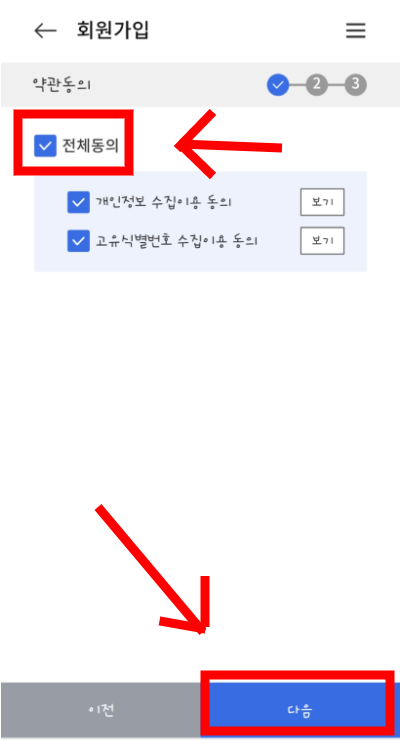 회원가입
약관동의 2 3
전체동의
개인정보 수집이용 동의 보기
고유식별번호 수집이용 동의 보기
이전 다음